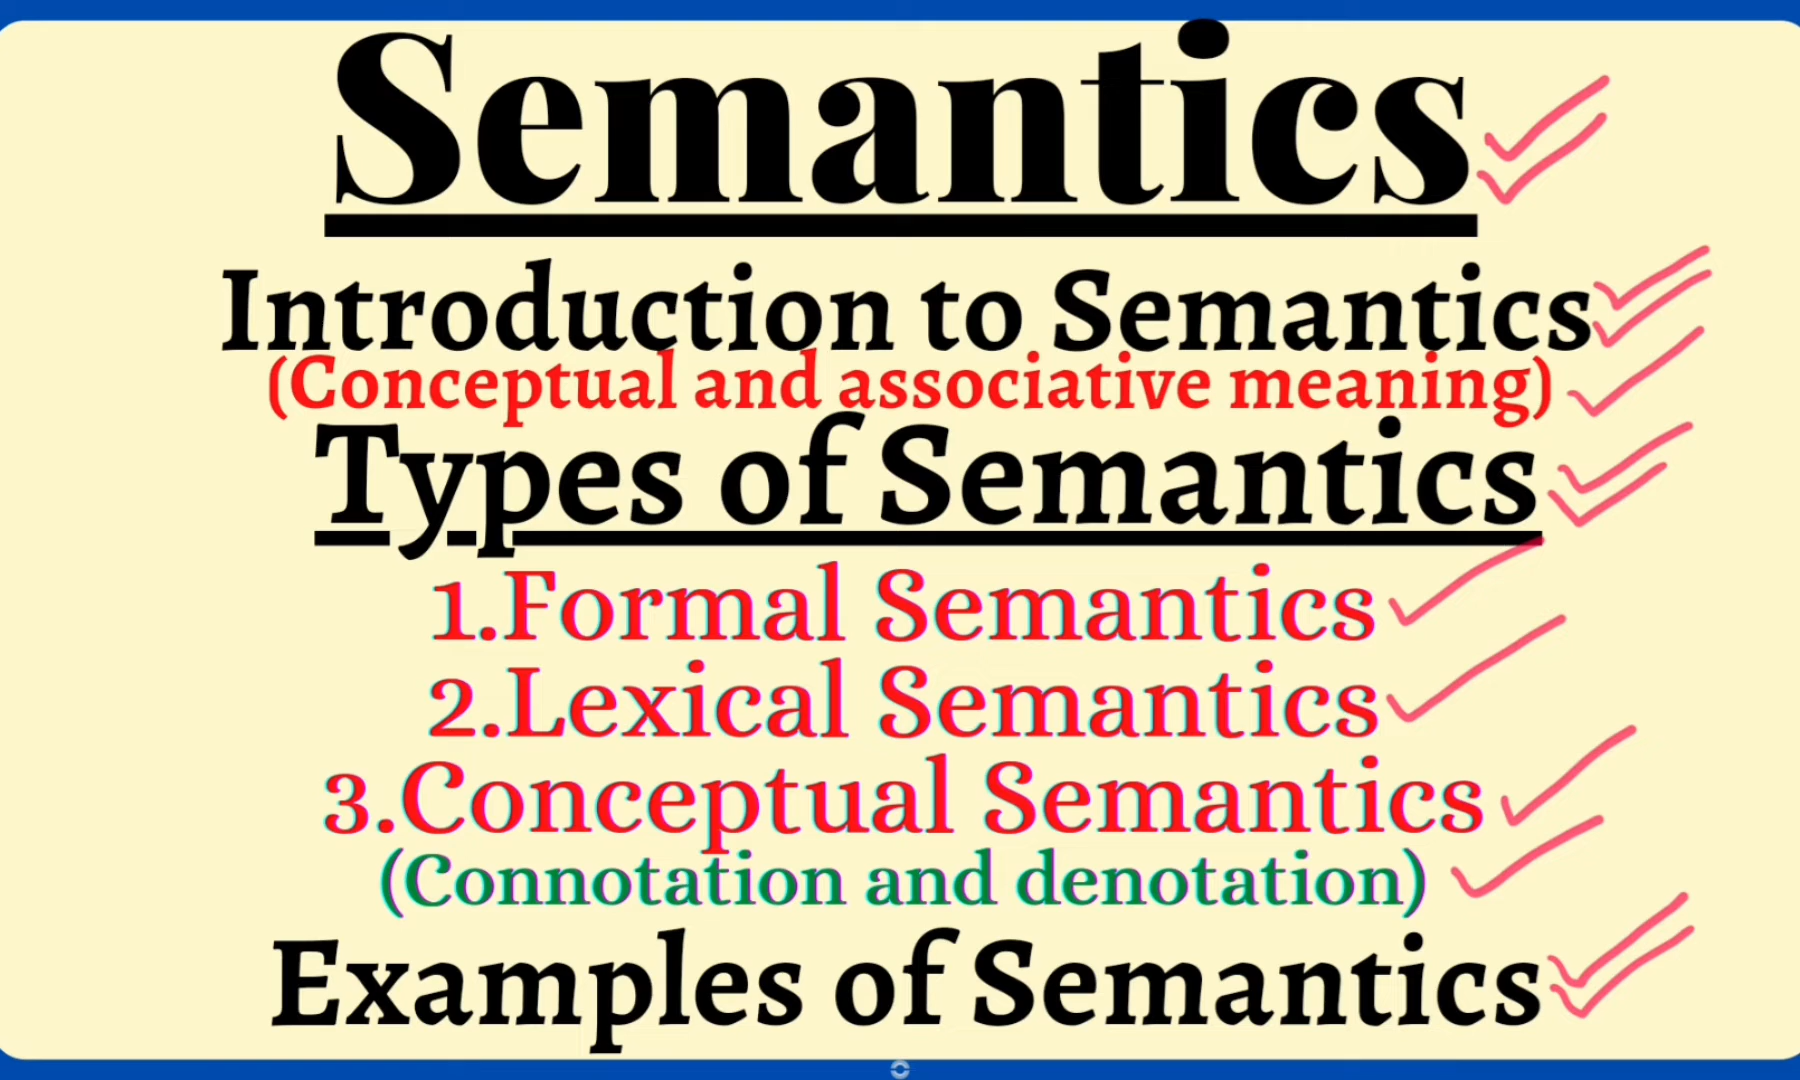 Semantics
Introduction to Semantics
(Conceptual and associative meaning)
Types of Semantics
1.Formal Semantics
2.Lexical Semantics
3.Conceptual Semantics
(Connotation and denotation)
Examples of Semantics